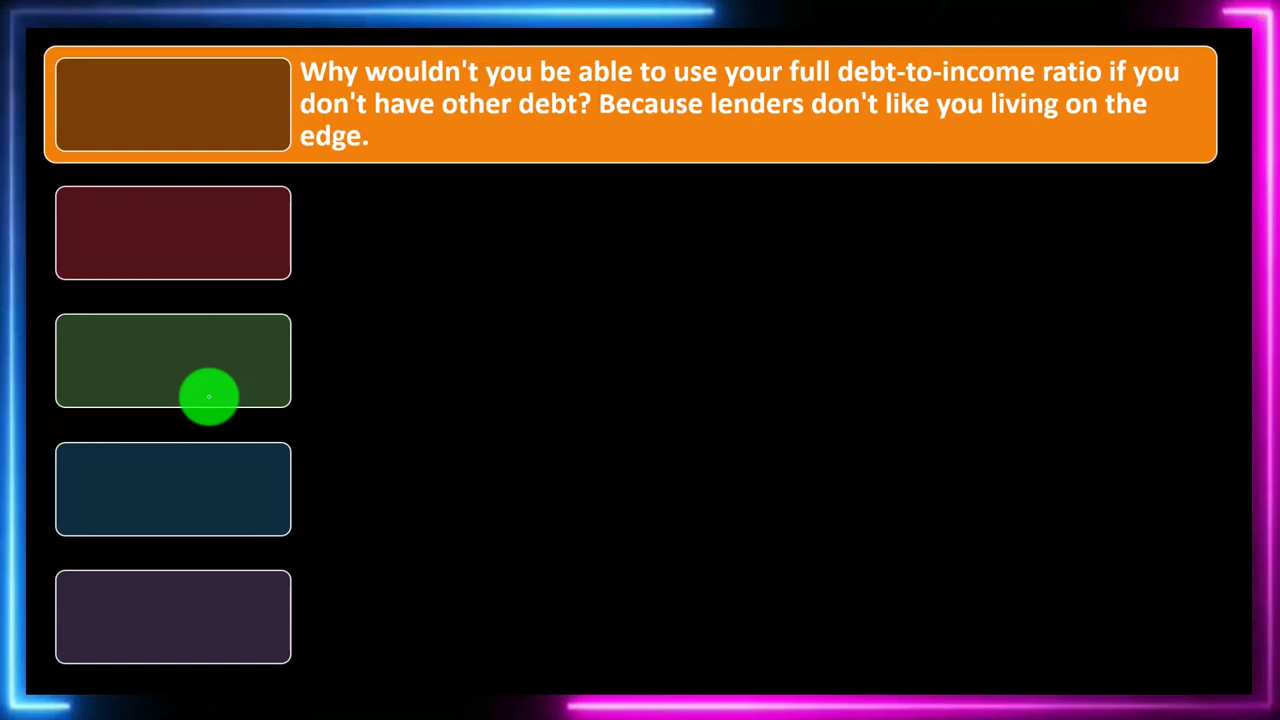 Why wouldn't you be able to use your full debt-to-income ratio if you
don't have other debt? Because lenders don't like you living on the
edge.